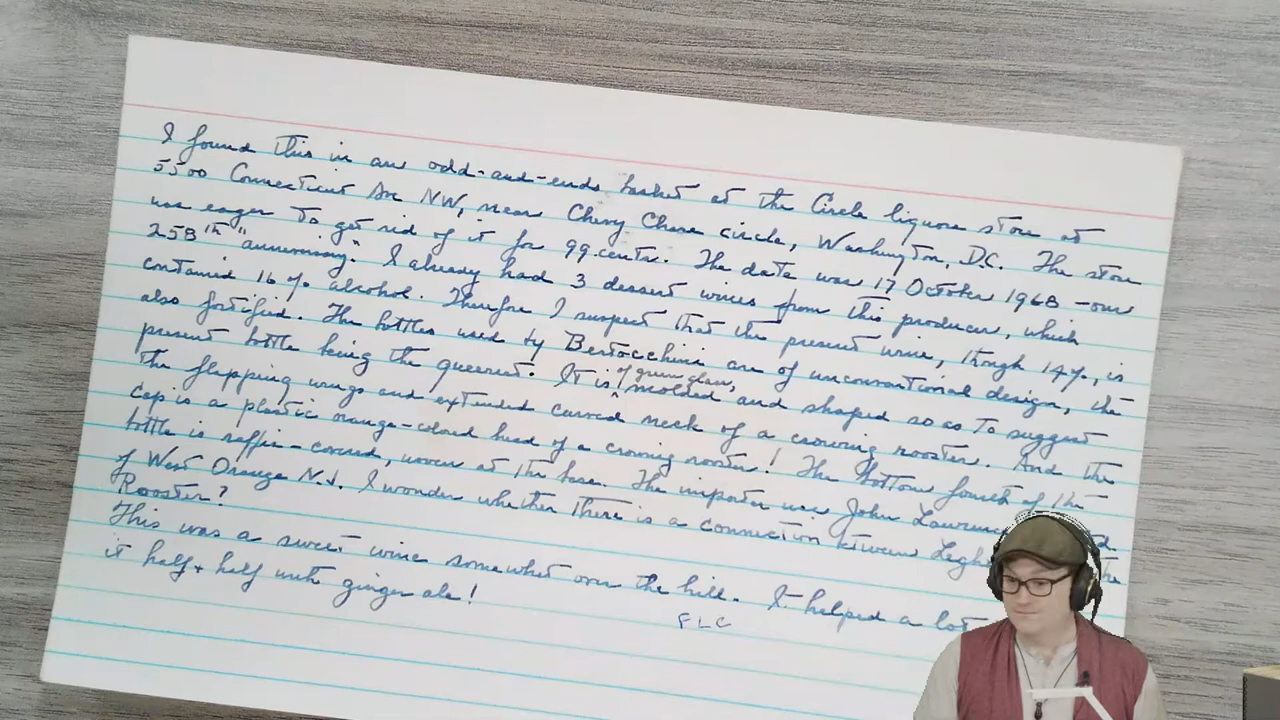 I found this in an odd-and-ends basket at the Circle liquore store at
5500 Connecticut Ave NW, near Chevy Chase circle, Washington, D.C. The store
was eager to get rid of it for 99 cents. The date was 17 October 1968 - our
258th "anniversary". I already had 3 dessert wines from this producer, which
contained 16% alcohol. Therefore I suspect that the present wine, though 14%, is
also fortified. The bottles used by Bertocchini are of unconventional design, the
present bottle being the queerest. It is of green glass, molded and shaped so as to suggest
the flapping wings and extended curved neck of a crowing rooster. And the
cap is a plastic orange-colored head of a crowing rooster! The bottom fourth of the
bottle is raffia-covered, woven at the base. The importer was John
of West Orange N.J. I wonder whether there is a connection between the
Rooster?
This was a sweet wine somewhat over the hill. It helped a lot
it half + half with ginger ale!
FLC